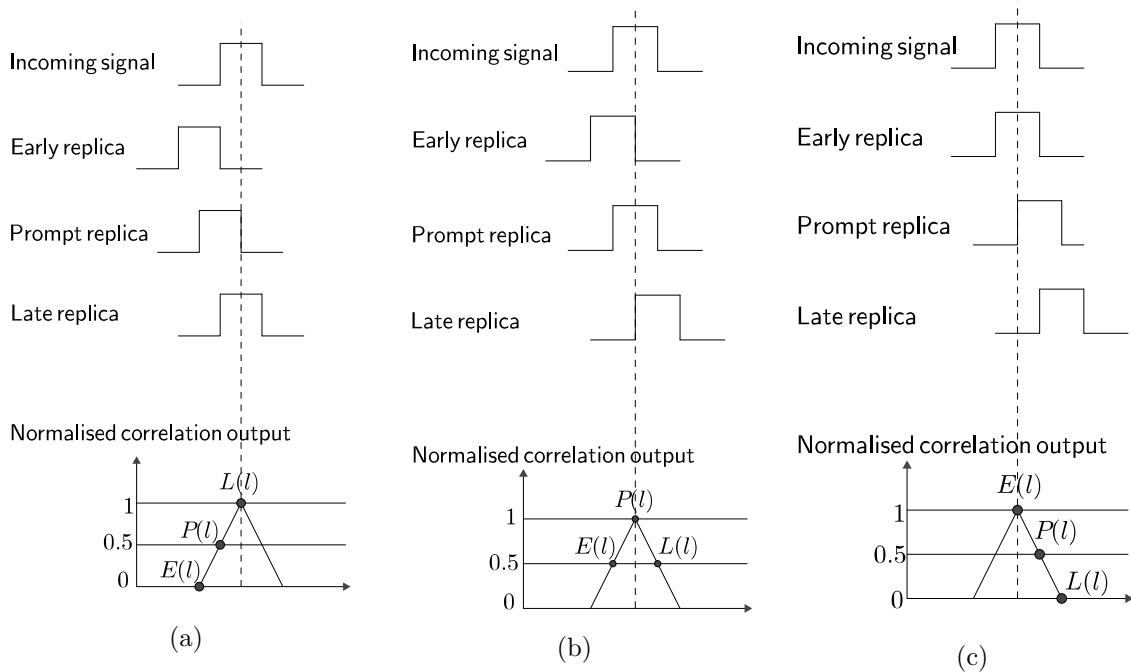 Incoming signal
Early replica
Prompt replica
Late replica
Normalised correlation output
L(l)
1
P(l)
0.5
E(l)
0
(a)
Incoming signal
Early replica
Prompt replica
Late replica
Normalised correlation output
P(l)
1
E(l)
L(l)
0.5
0
(b)
Incoming signal
Early replica
Prompt replica
Late replica
Normalised correlation output
E(l)
1
P(l)
0.5
L(l)
0
(c)